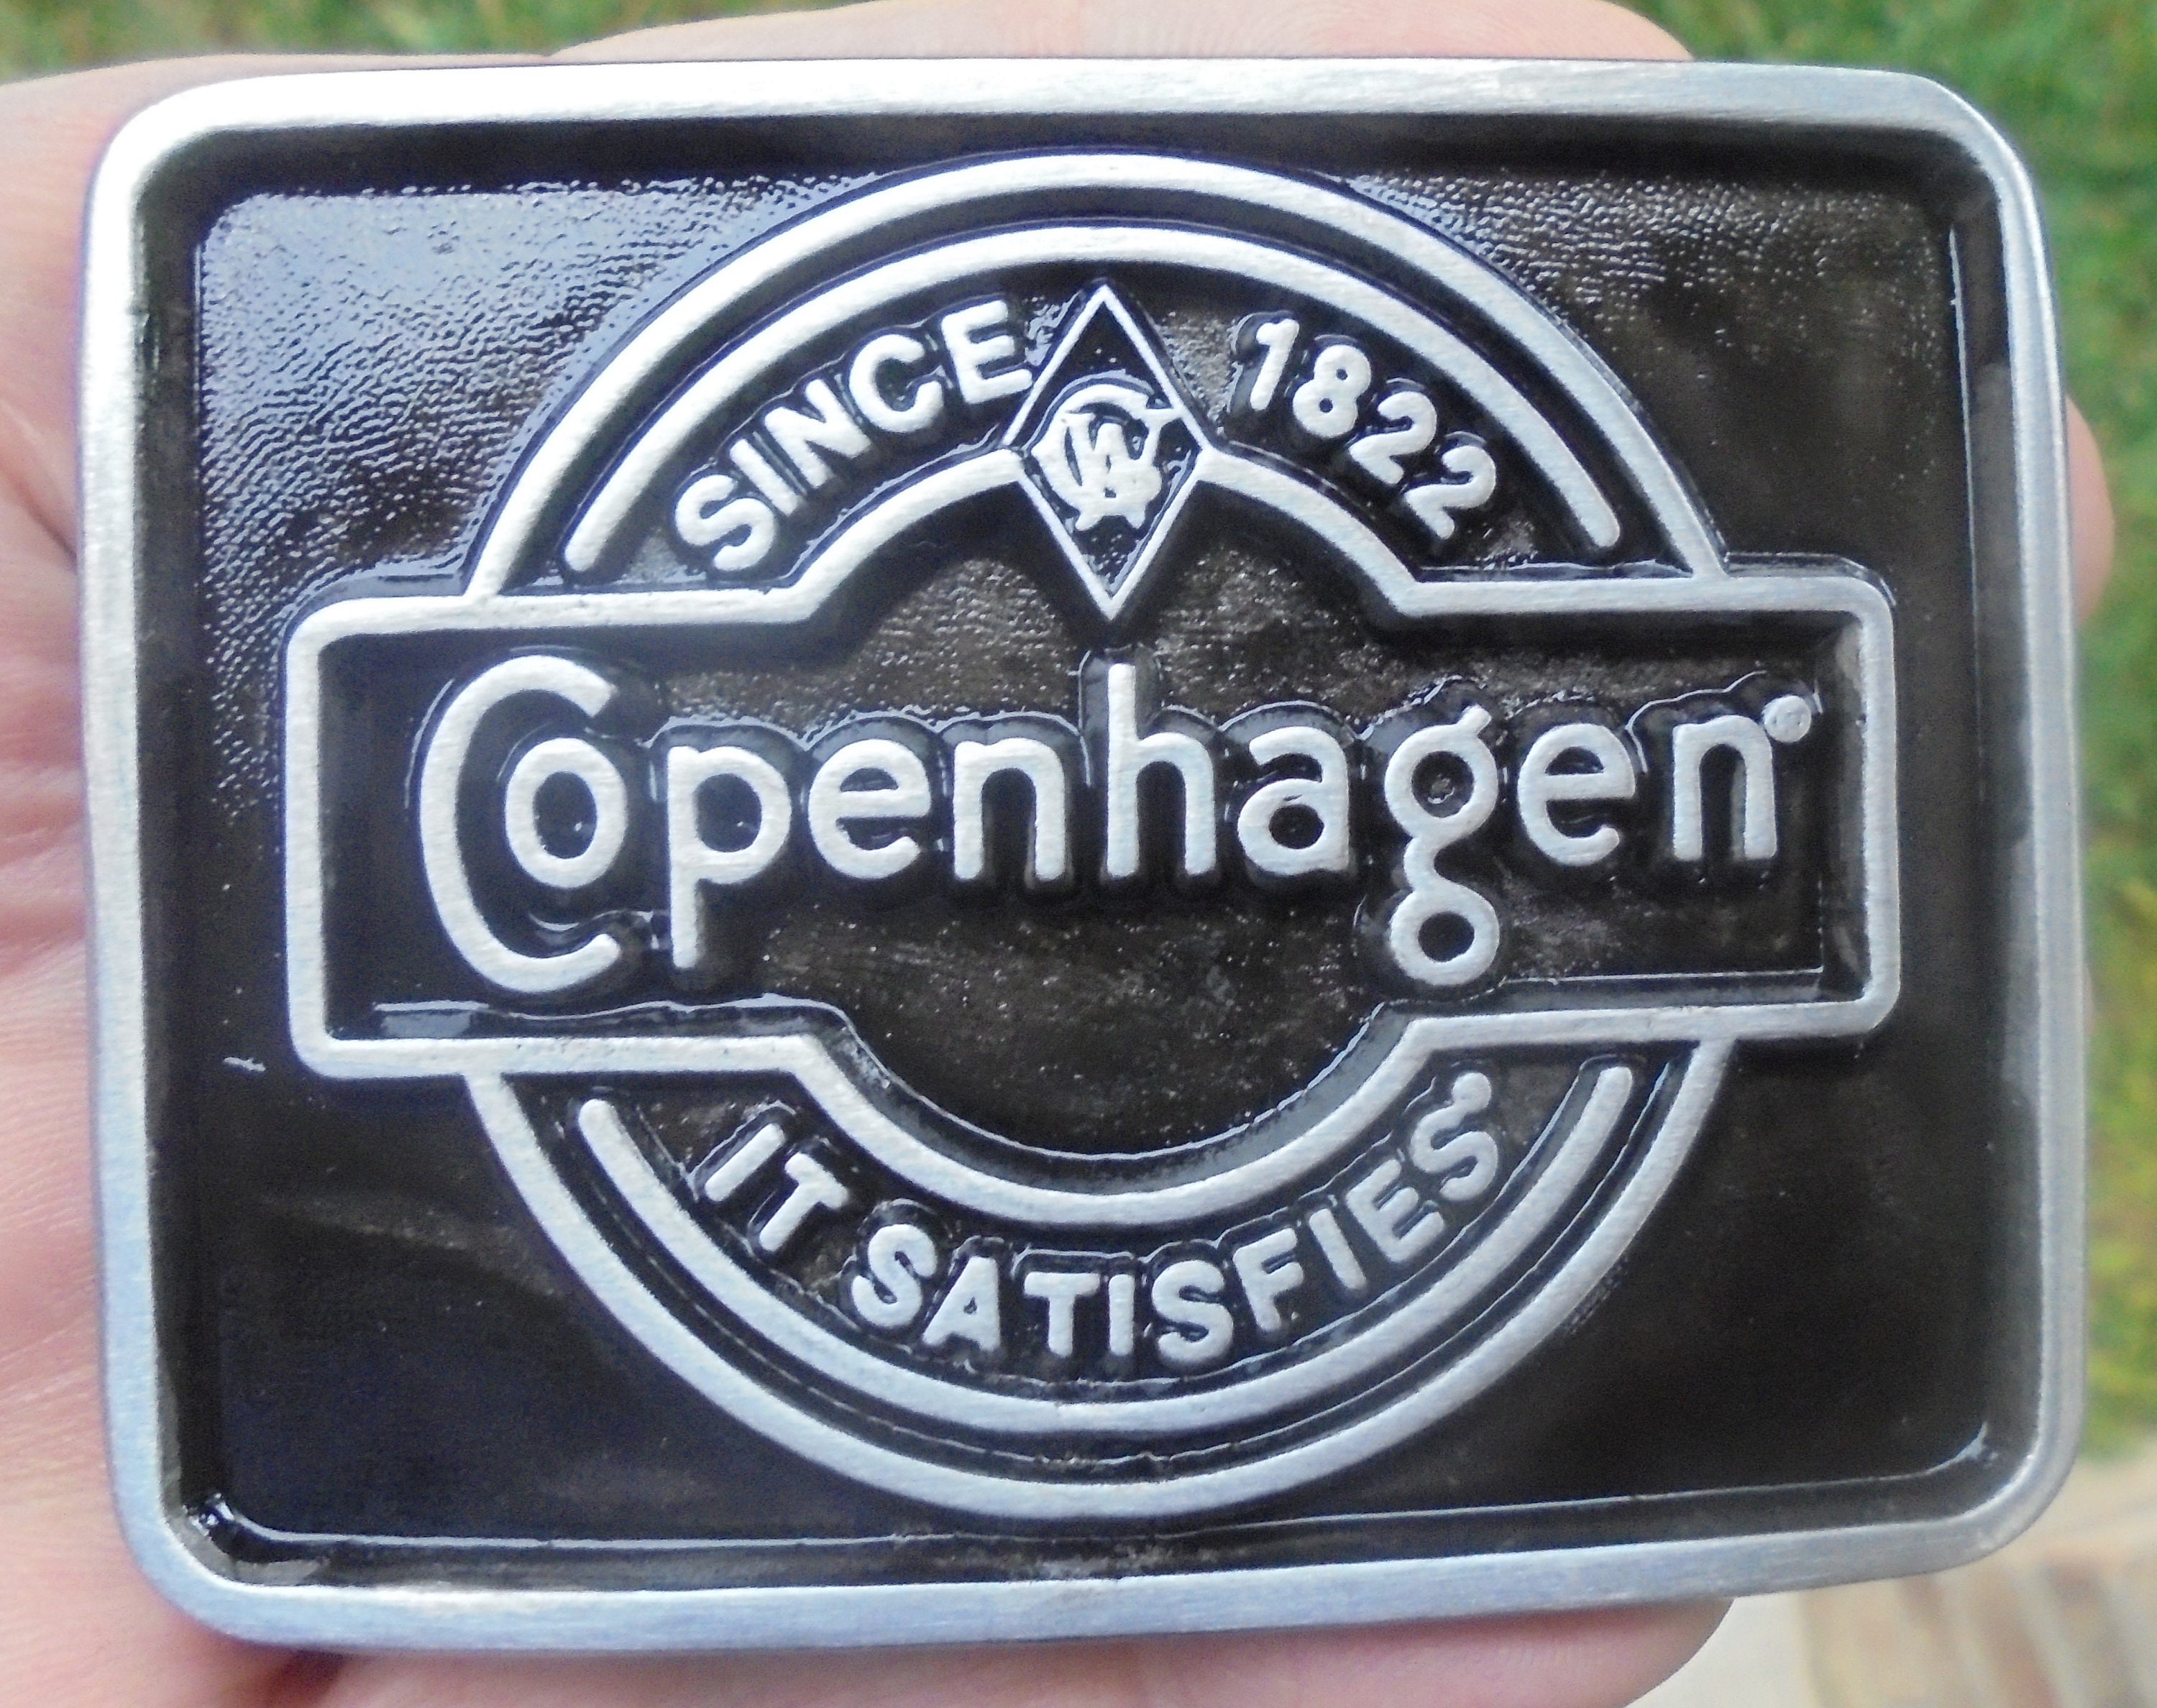 SINCE 1822
Copenhagen®
IT SATISFIES